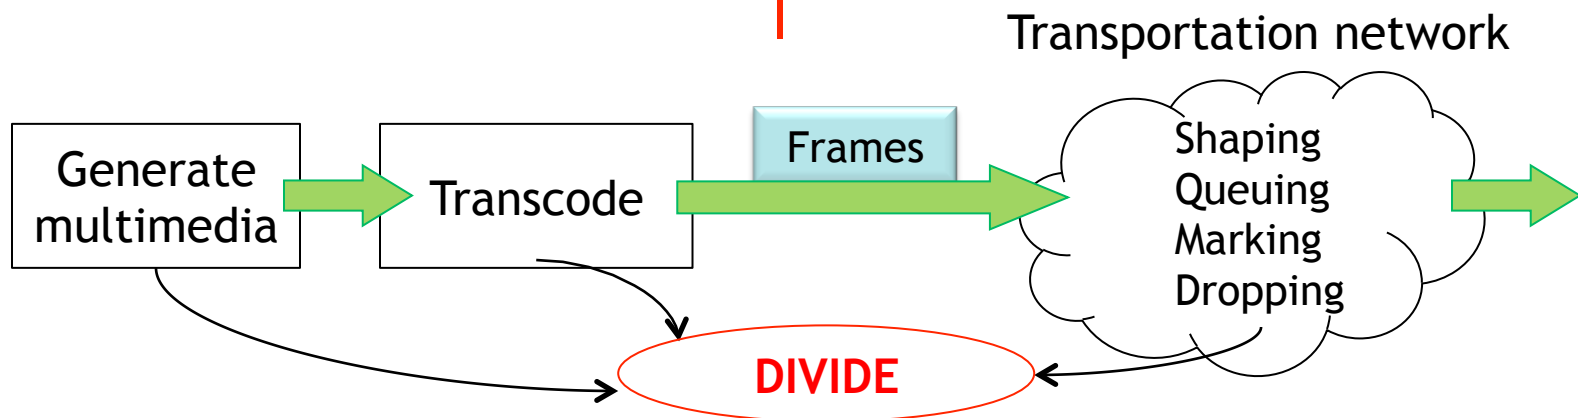 Transportation network
Generate
multimedia
Transcode
Frames
Shaping
Queuing
Marking
Dropping
DIVIDE